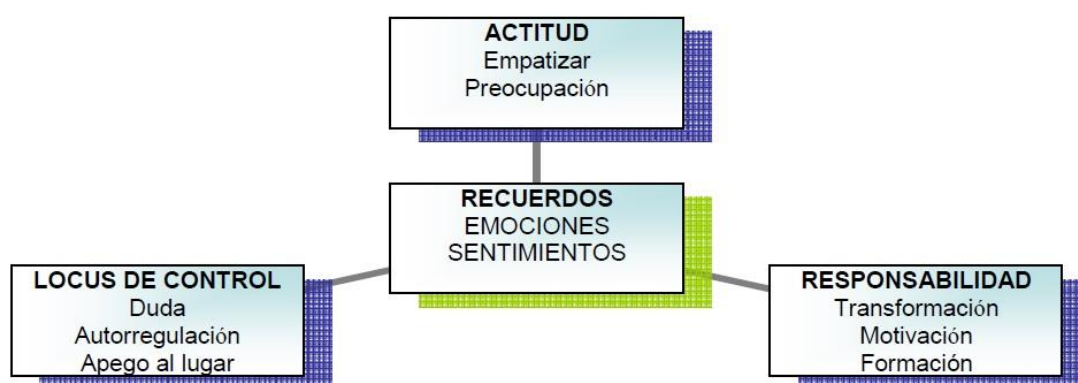 ACTITUD
Empatizar
Preocupación
RECUERDOS
EMOCIONES
SENTIMIENTOS
LOCUS DE CONTROL
Duda
Autorregulación
Apego al lugar
RESPONSABILIDAD
Transformación
Motivación
Formación